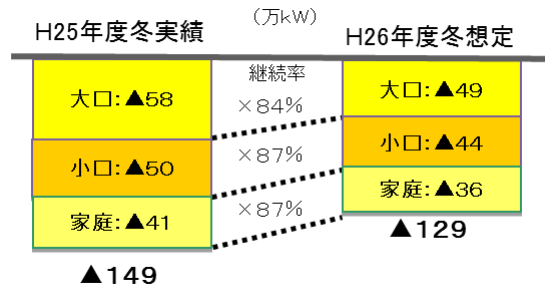 (万kW)
H25年度冬実績
H26年度冬想定
継続率
大口:▲58
×84%
大口:▲49
小口:▲50
×87%
小口:▲44
家庭:▲41
×87%
家庭:▲36
▲149
▲129